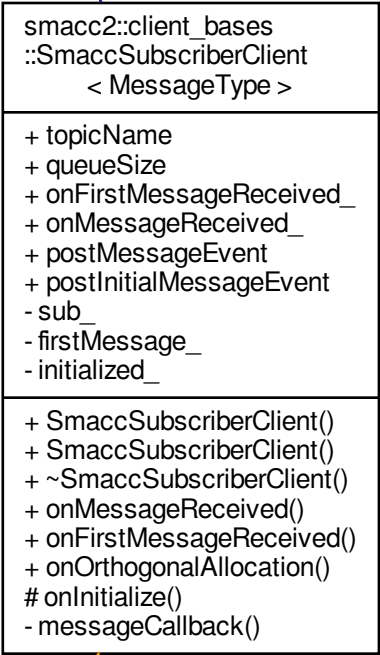 smacc2::client_bases
::SmaccSubscriberClient
< MessageType >
+ topicName
+ queueSize
+ onFirstMessageReceived_
+ onMessageReceived_
+ postMessageEvent
+ postInitialMessageEvent
- sub_
- firstMessage_
- initialized_
+ SmaccSubscriberClient()
+ SmaccSubscriberClient()
+ ~SmaccSubscriberClient()
+ onMessageReceived()
+ onFirstMessageReceived()
+ onOrthogonalAllocation()
# onInitialize()
- messageCallback()